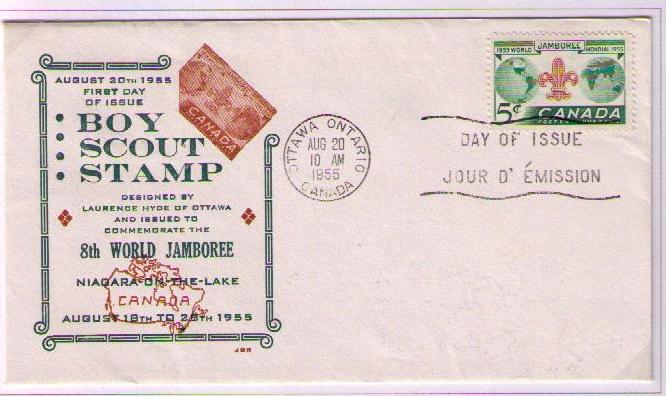 AUGUST 20TH 1955
FIRST DAY
OF ISSUE
BOY
SCOUT
STAMP
DESIGNED BY
LAURENCE HYDE OF OTTAWA
AND ISSUED TO
COMMEMORATE THE
8th WORLD JAMBOREE
NIAGARA-ON-THE-LAKE
CANADA
AUGUST 18TH TO 28TH 1955
JBR
CANADA
OTTAWA ONTARIO
AUG 20
10 AM
1955
CANADA
1955 WORLD JAMBOREE MONDIAL 1955
5¢ CANADA
POSTES
DAY OF ISSUE
JOUR D' ÉMISSION